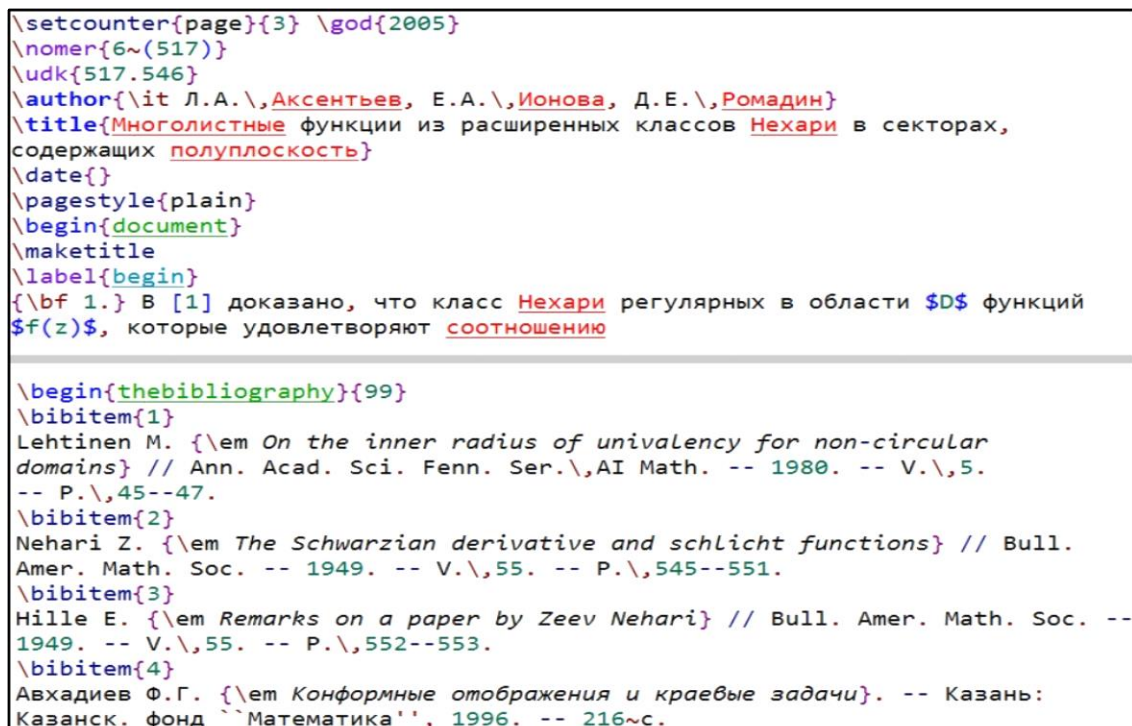 \setcounter{page}{3} \god{2005}
\nomer{6~(517)}
\udk{517.546}
\author{\it Л.А.\,Аксентьев, Е.А.\,Ионова, Д.Е.\,Ромадин}
\title{Многолистные функции из расширенных классов Нехари в секторах,
содержащих полуплоскость}
\date{}
\pagestyle{plain}
\begin{document}
\maketitle
\label{begin}
{\bf 1.} В [1] доказано, что класс Нехари регулярных в области $D$ функций
$f(z)$, которые удовлетворяют соотношению
\begin{thebibliography}{99}
\bibitem{1}
Lehtinen M. {\em On the inner radius of univalency for non-circular
domains} // Ann. Acad. Sci. Fenn. Ser.\,AI Math. -- 1980. -- V.\,5.
-- P.\,45--47.
\bibitem{2}
Nehari Z. {\em The Schwarzian derivative and schlicht functions} // Bull.
Amer. Math. Soc. -- 1949. -- V.\,55. -- P.\,545--551.
\bibitem{3}
Hille E. {\em Remarks on a paper by Zeev Nehari} // Bull. Amer. Math. Soc. --
1949. -- V.\,55. -- P.\,552--553.
\bibitem{4}
Авхадиев Ф.Г. {\em Конформные отображения и краевые задачи}. -- Казань:
Казанск. фонд ``Математика'', 1996. -- 216~с.